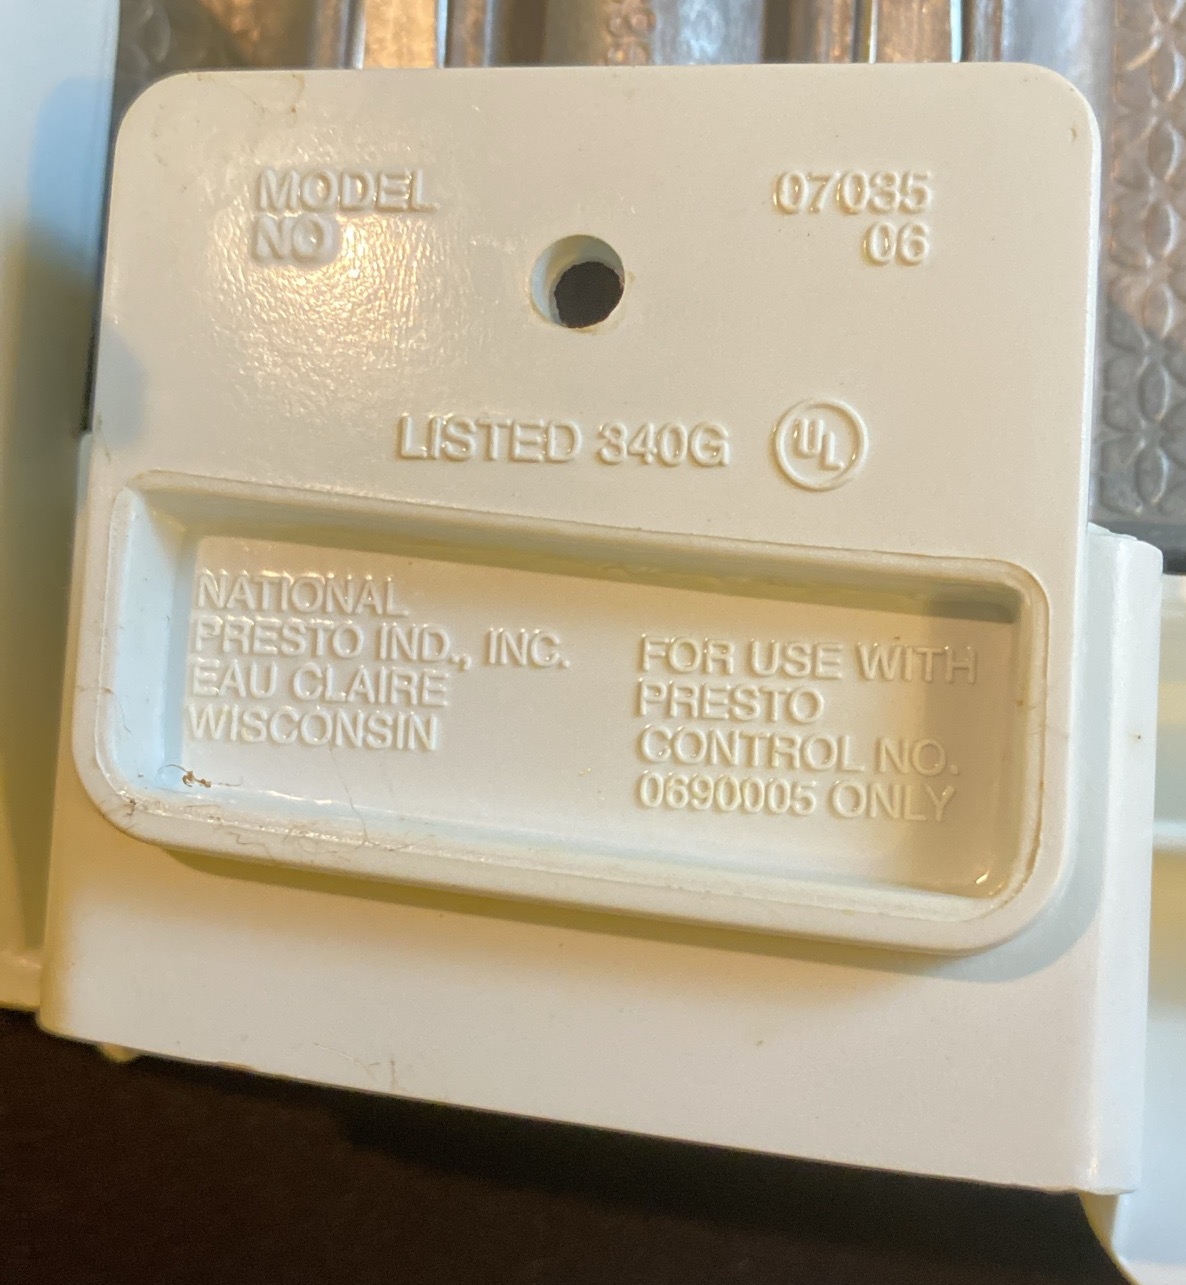 MODEL 07035
NO 06
LISTED 340G UL
NATIONAL
PRESTO IND., INC.
EAU CLAIRE
WISCONSIN
FOR USE WITH
PRESTO
CONTROL NO.
0690005 ONLY